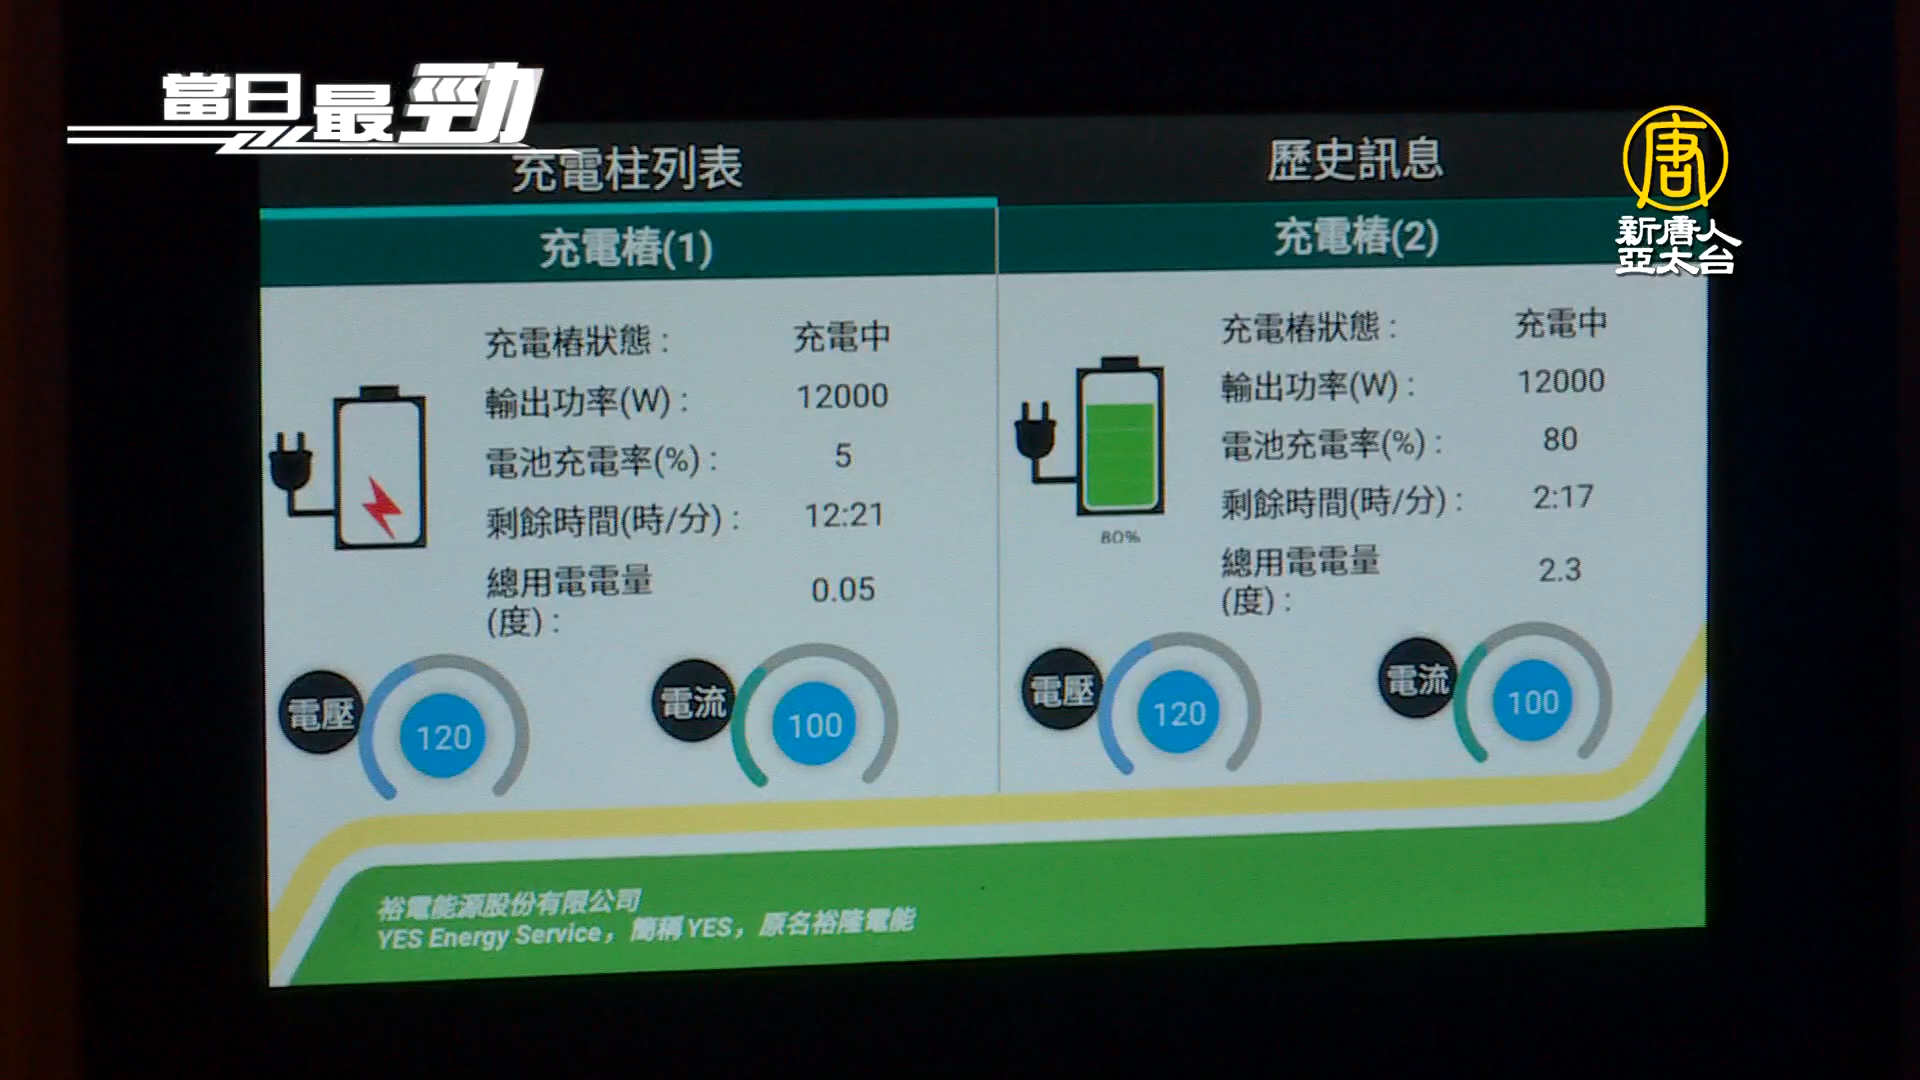 當日最勁
唐
新唐人
亞太台
充電柱列表
歷史訊息
充電樁(1)
充電樁狀態：
充電中
輸出功率(W)：
12000
電池充電率(%)：
5
剩餘時間(時/分)：
12:21
總用電電量
(度)：
0.05
電壓
120
電流
100
充電樁(2)
充電樁狀態：
充電中
輸出功率(W)：
12000
電池充電率(%)：
80
剩餘時間(時/分)：
2:17
總用電電量
(度)：
2.3
80%
電壓
120
電流
100
裕電能源股份有限公司
YES Energy Service，簡稱 YES，原名裕隆電能